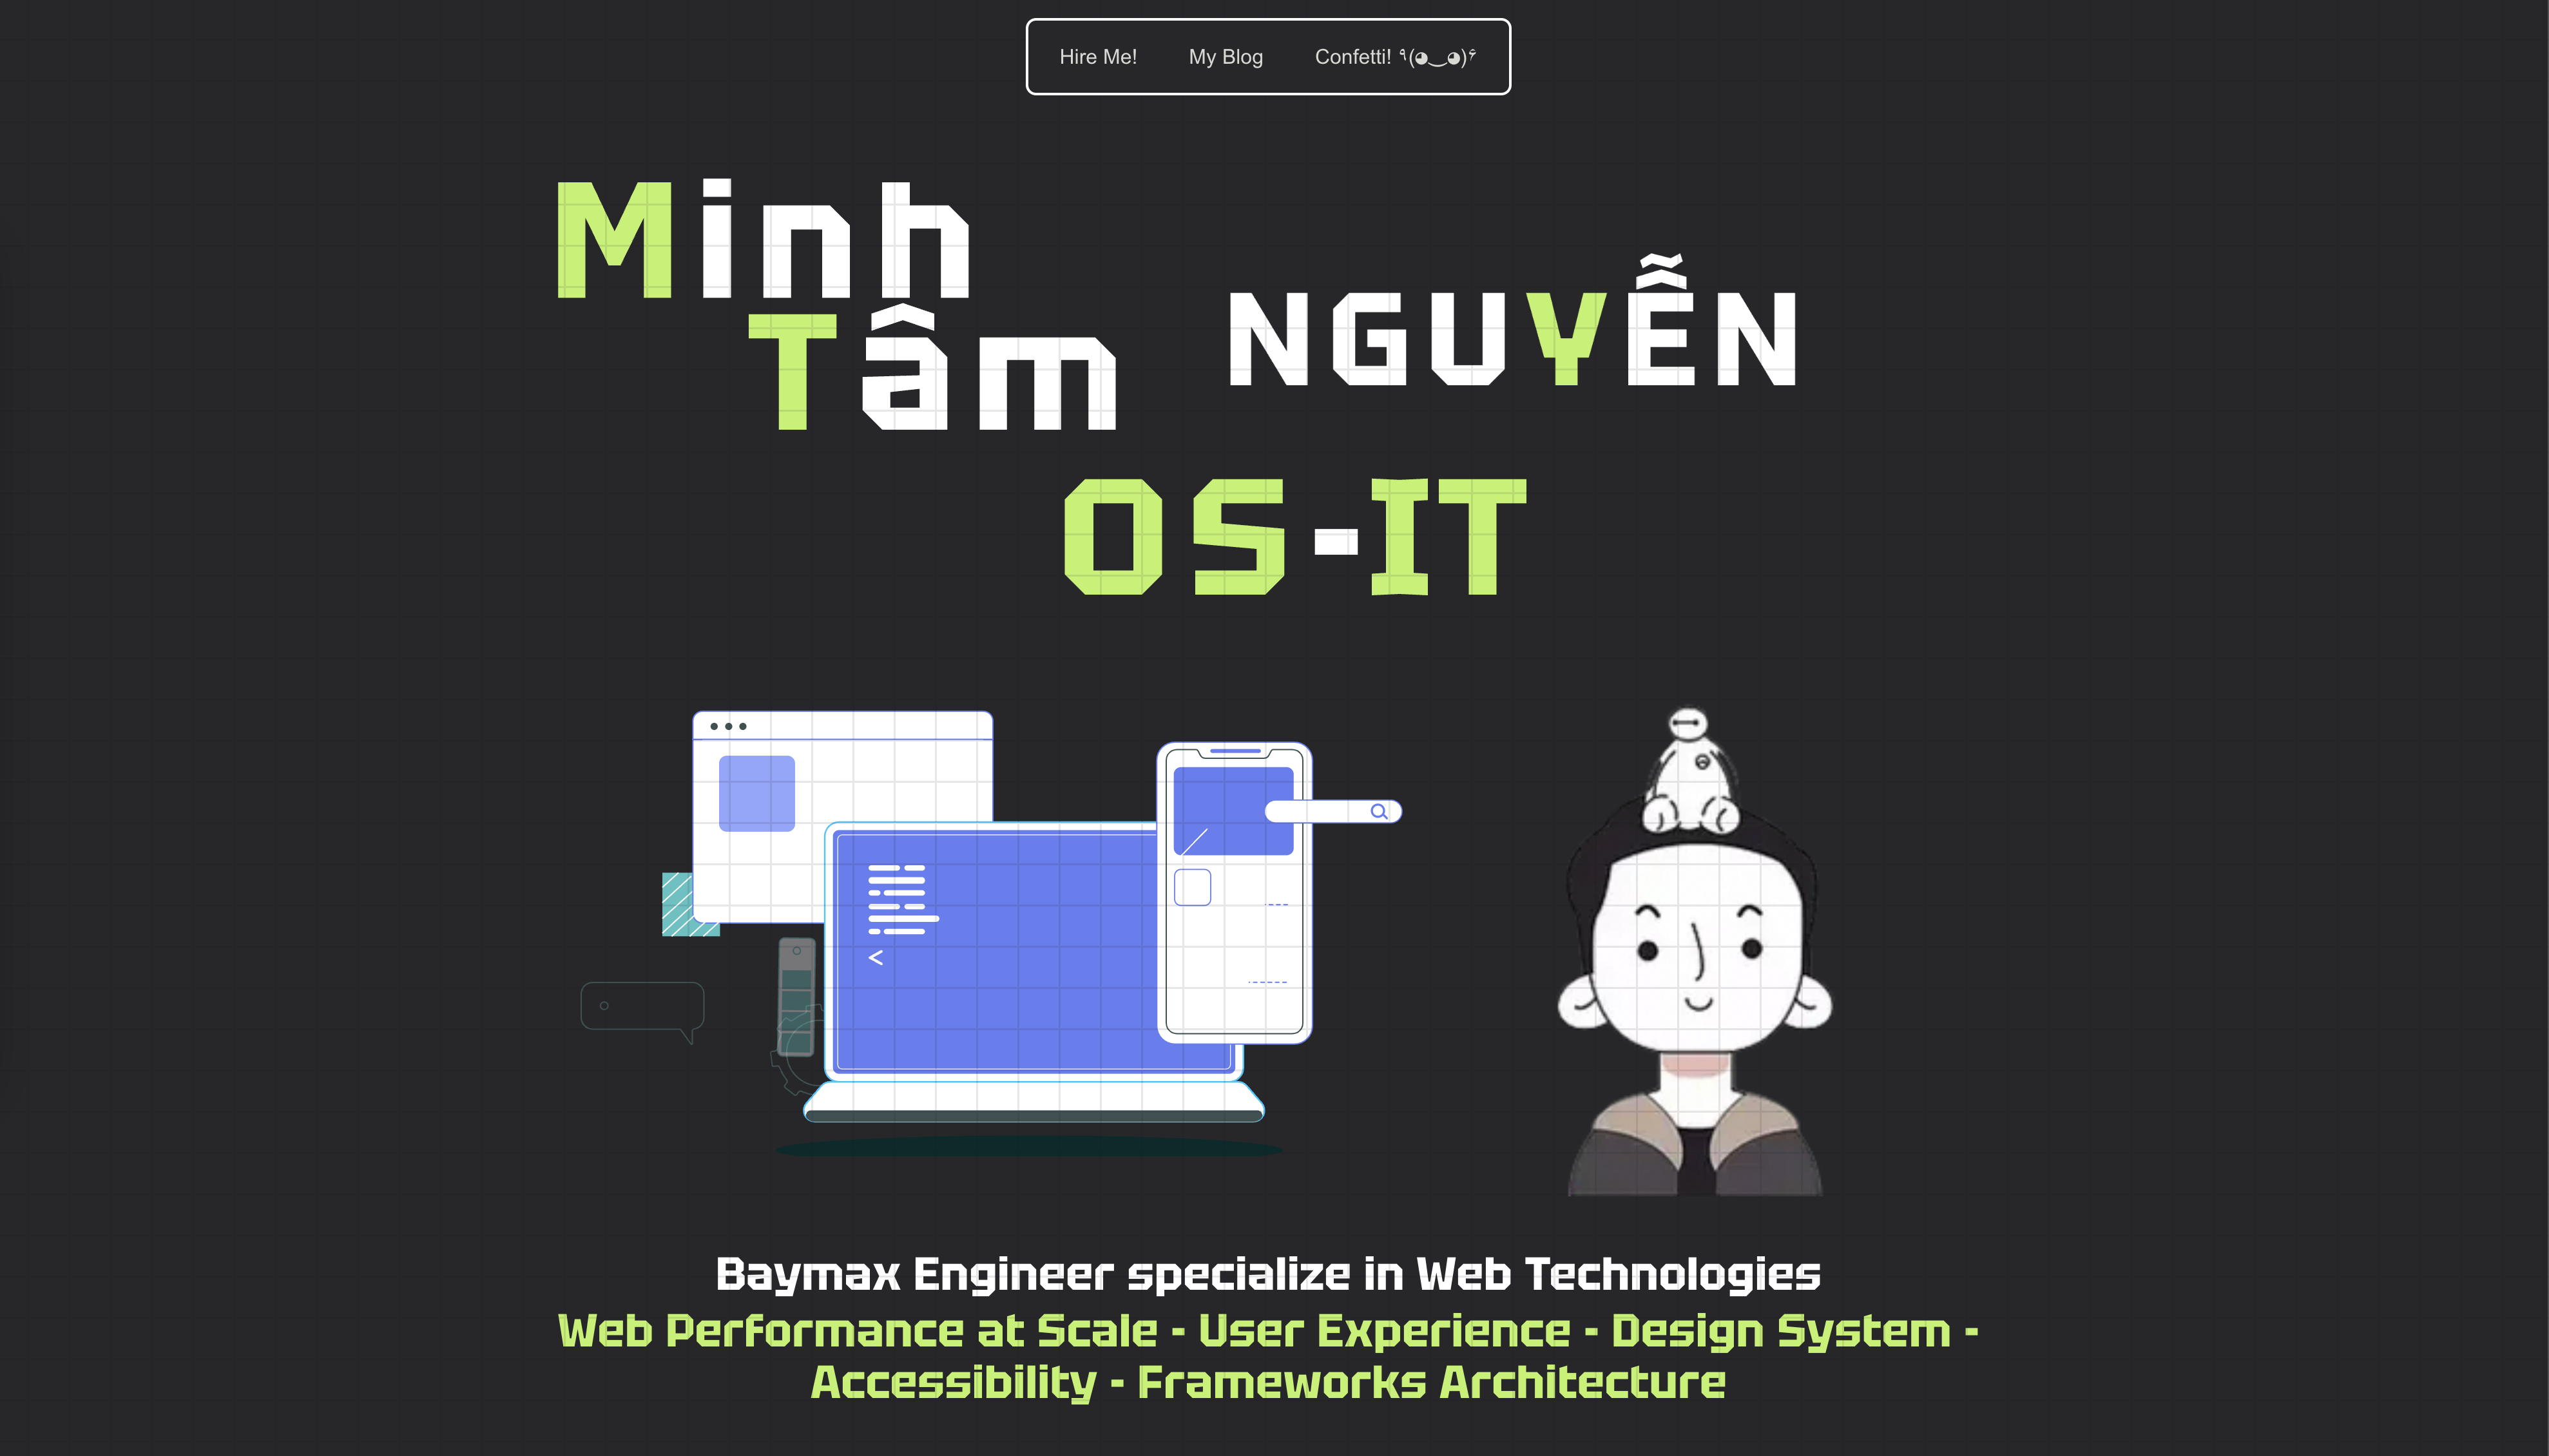 Hire Me! My Blog Confetti! ٩(◕‿◕)۶
Minh
Tâm
NGUYỄN
OS-IT
<
Baymax Engineer specialize in Web Technologies
Web Performance at Scale - User Experience - Design System -
Accessibility - Frameworks Architecture